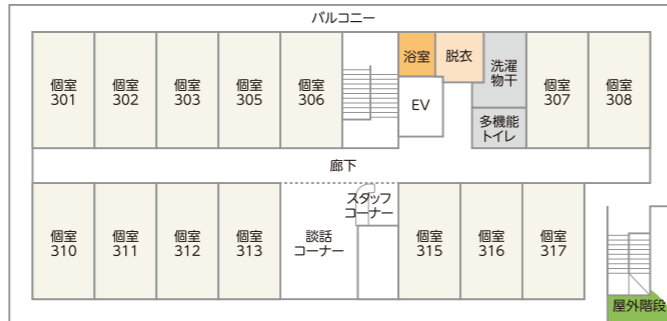 バルコニー
個室
301
個室
302
個室
303
個室
305
個室
306
浴室
脱衣
洗濯
物干
EV
多機能
トイレ
個室
307
個室
308
廊下
個室
310
個室
311
個室
312
個室
313
談話
コーナー
スタッフ
コーナー
個室
315
個室
316
個室
317
屋外階段